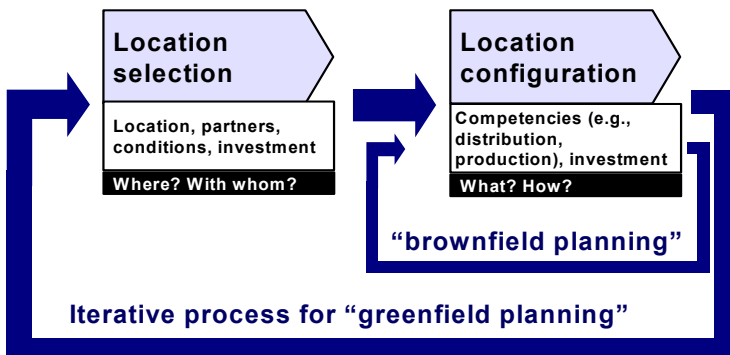 Location
selection
Location, partners,
conditions, investment
Where? With whom?
Location
configuration
Competencies (e.g.,
distribution,
production), investment
What? How?
“brownfield planning”
Iterative process for “greenfield planning”